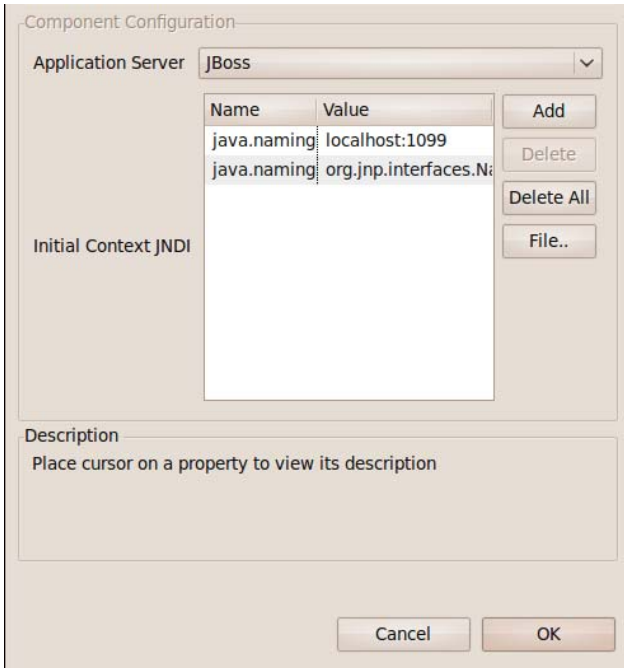 Component Configuration
Application Server JBoss
Name Value
java.naming localhost:1099
java.naming org.jnp.interfaces.Na
Initial Context JNDI
Add
Delete
Delete All
File..
Description
Place cursor on a property to view its description
Cancel OK